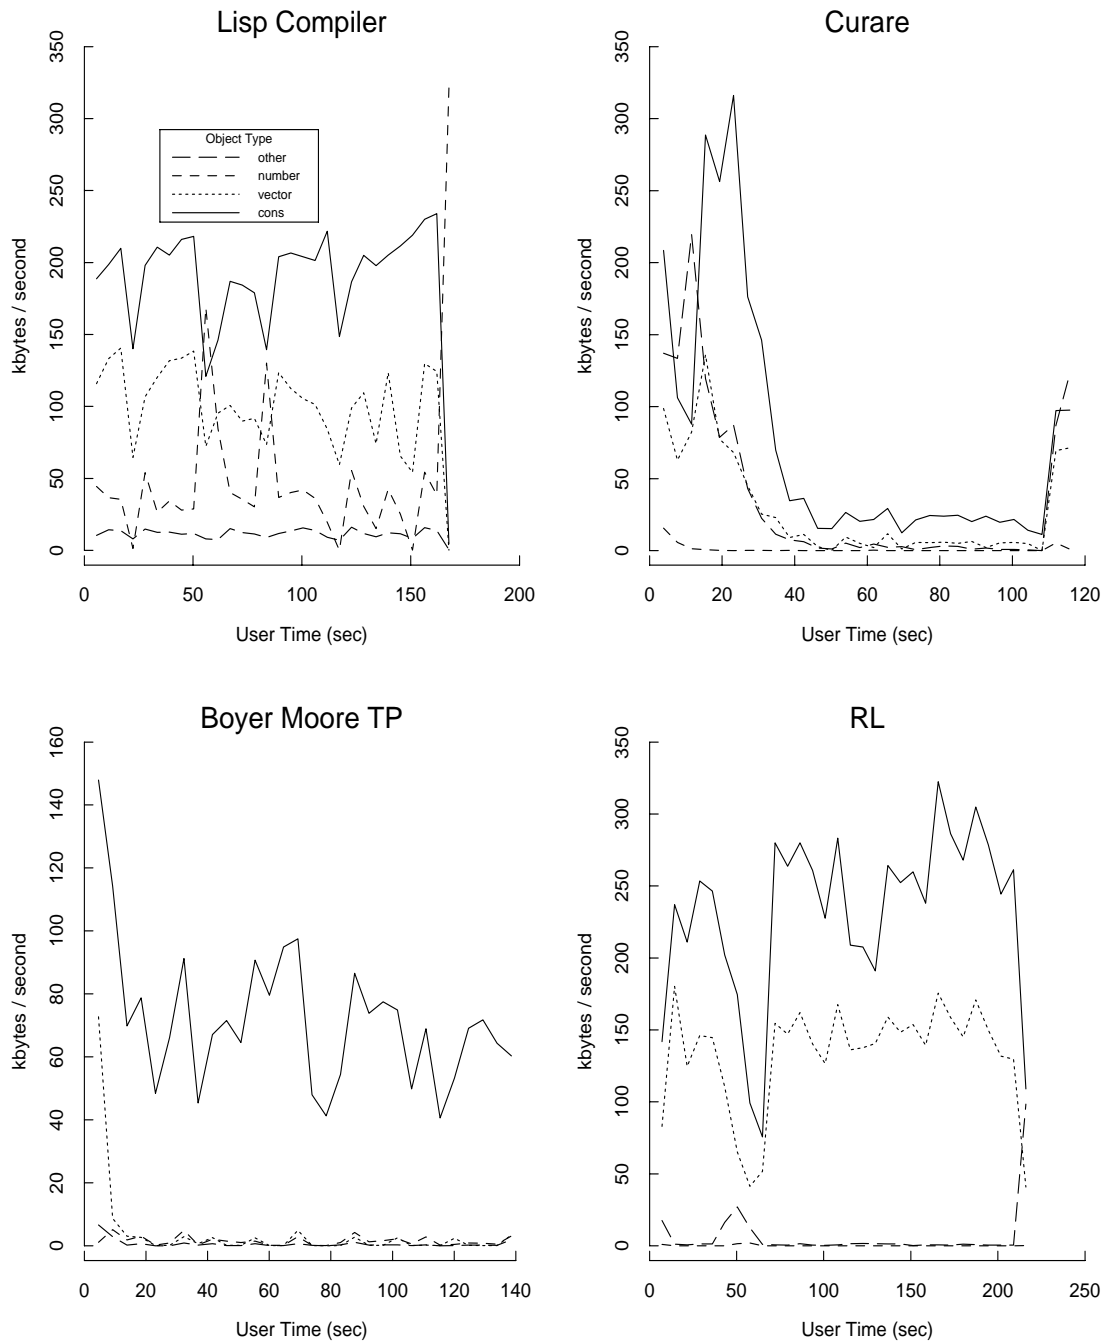 Lisp Compiler
350
300
250
200
150
100
50
0
kbytes / second
Object Type
other
number
vector
cons
0 50 100 150 200
User Time (sec)
Curare
350
300
250
200
150
100
50
0
kbytes / second
0 20 40 60 80 100 120
User Time (sec)
Boyer Moore TP
160
140
120
100
80
60
40
20
0
kbytes / second
0 20 40 60 80 100 120 140
User Time (sec)
RL
350
300
250
200
150
100
50
0
kbytes / second
0 50 100 150 200 250
User Time (sec)